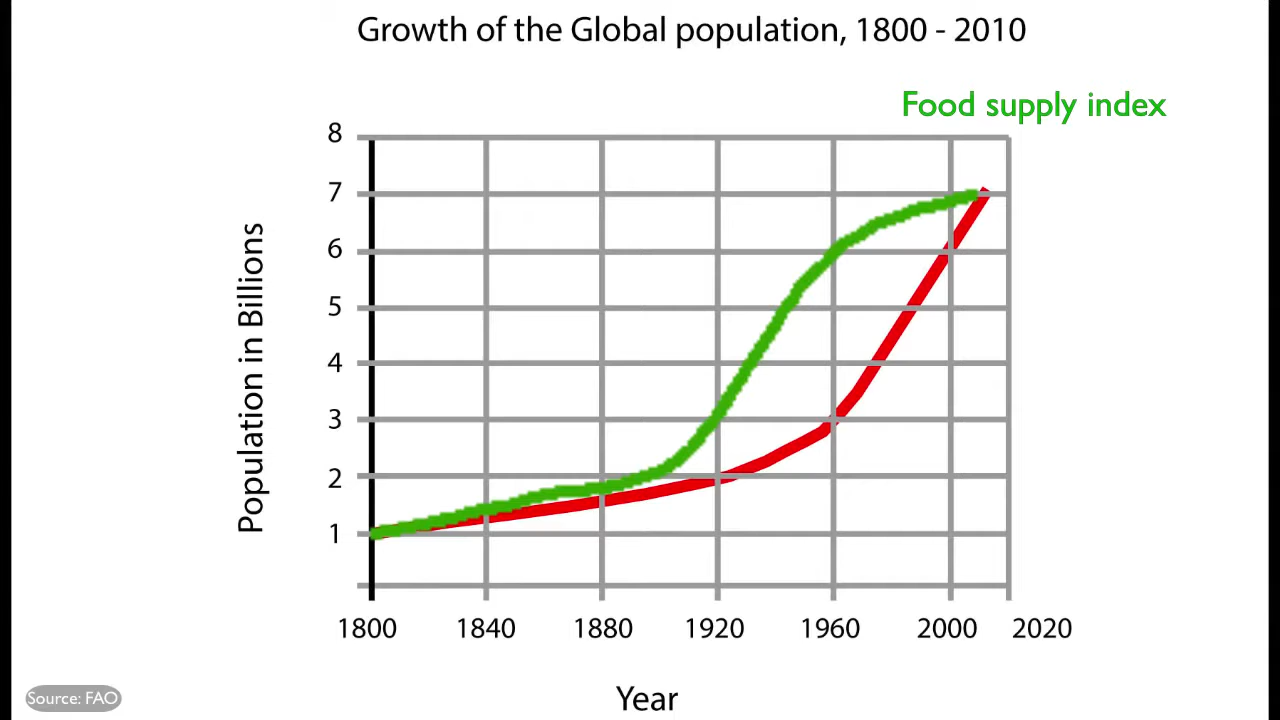 Growth of the Global population, 1800 - 2010
Food supply index
8
7
6
5
4
3
2
1
Population in Billions
1800 1840 1880 1920 1960 2000 2020
Year
Source: FAO